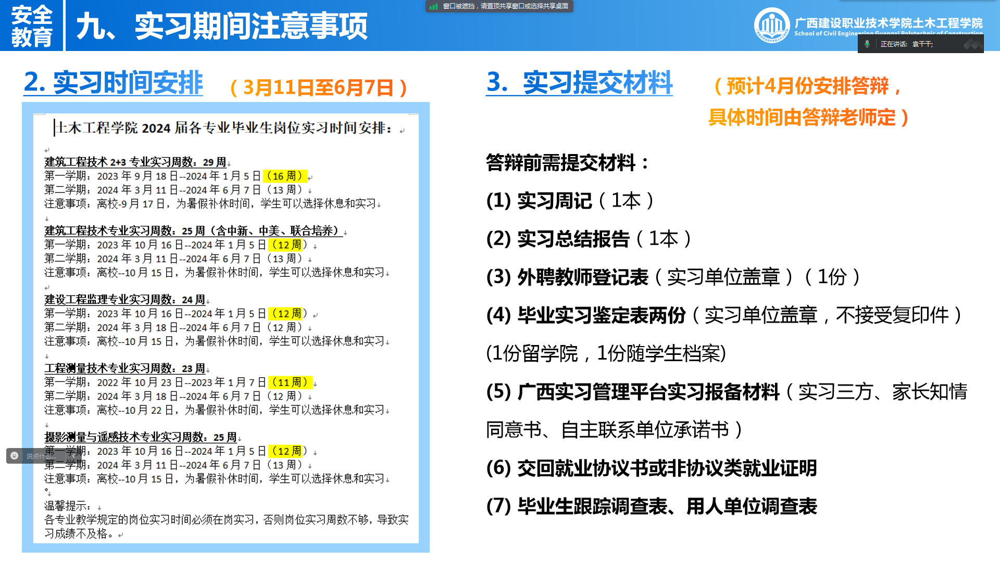 窗口被遮挡，请置顶共享窗口或选择共享桌面
安全
教育
九、实习期间注意事项
广西建设职业技术学院土木工程学院
School of Civil Engineering Guangxi Polytechnic of Construction
正在讲话: 袁干干;
2. 实习时间安排
（3月11日至6月7日）
土木工程学院 2024 届各专业毕业生岗位实习时间安排：
建筑工程技术 2+3 专业实习周数：29 周
第一学期：2023 年 9 月 18 日--2024 年 1 月 5 日（16 周）
第二学期：2024 年 3 月 11 日--2024 年 6 月 7 日（13 周）
注意事项：离校-9 月 17 日，为暑假补休时间，学生可以选择休息和实习
建筑工程技术专业实习周数：25 周（含中新、中美、联合培养）
第一学期：2023 年 10 月 16 日--2024 年 1 月 5 日（12 周）
第二学期：2024 年 3 月 11 日--2024 年 6 月 7 日（13 周）
注意事项：离校--10 月 15 日，为暑假补休时间，学生可以选择休息和实习
建设工程监理专业实习周数：24 周
第一学期：2023 年 10 月 16 日--2024 年 1 月 5 日（12 周）
第二学期：2024 年 3 月 18 日--2024 年 6 月 7 日（12 周）
注意事项：离校--10 月 15 日，为暑假补休时间，学生可以选择休息和实习
工程测量技术专业实习周数：23 周
第一学期：2022 年 10 月 23 日--2023 年 1 月 7 日（11 周）
第二学期：2024 年 3 月 18 日--2024 年 6 月 7 日（12 周）
注意事项：离校--10 月 22 日，为暑假补休时间，学生可以选择休息和实习
摄影测量与遥感技术专业实习周数：25 周
第一学期：2023 年 10 月 16 日--2024 年 1 月 5 日（12 周）
说点什么...
第二学期：2024 年 3 月 11 日--2024 年 6 月 7 日（13 周）
注意事项：离校--10 月 15 日，为暑假补休时间，学生可以选择休息和实习
。
温馨提示：
各专业教学规定的岗位实习时间必须在岗实习，否则岗位实习周数不够，导致实
习成绩不及格。
3. 实习提交材料
（预计4月份安排答辩，
具体时间由答辩老师定）
答辩前需提交材料：
(1) 实习周记（1本）
(2) 实习总结报告（1本）
(3) 外聘教师登记表（实习单位盖章）（1份）
(4) 毕业实习鉴定表两份（实习单位盖章，不接受复印件）
(1份留学院，1份随学生档案)
(5) 广西实习管理平台实习报备材料（实习三方、家长知情
同意书、自主联系单位承诺书）
(6) 交回就业协议书或非协议类就业证明
(7) 毕业生跟踪调查表、用人单位调查表